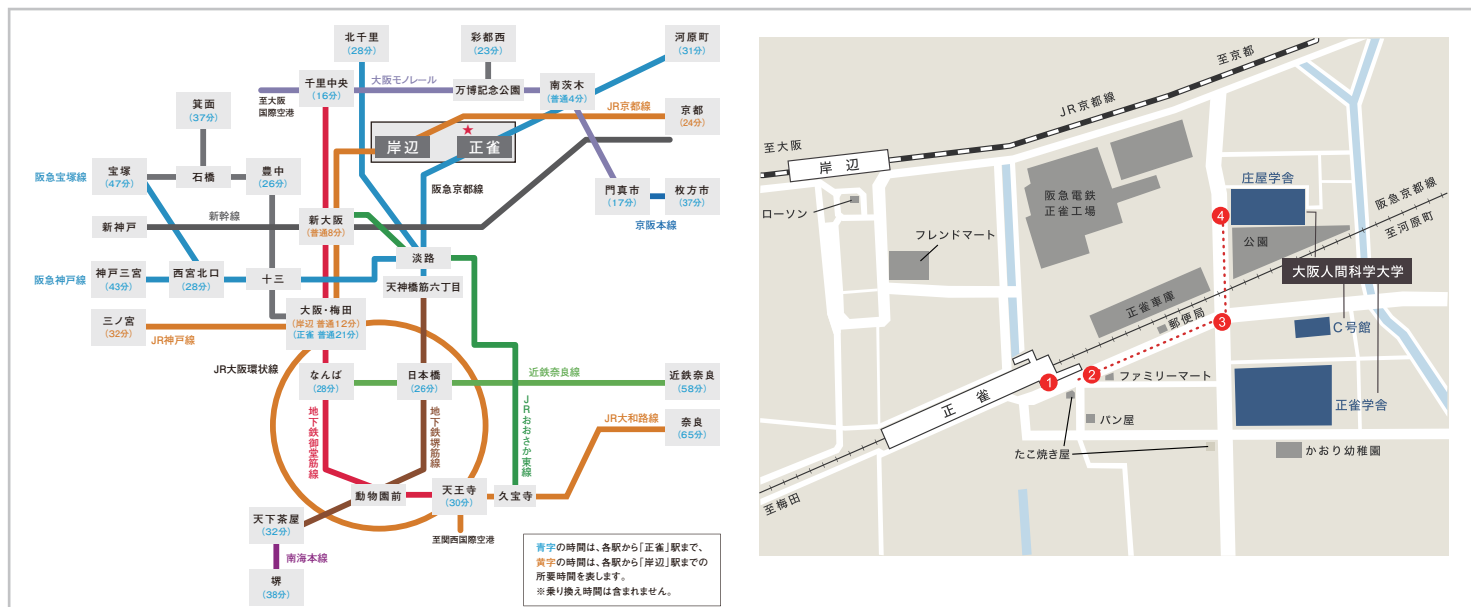 北千里
(28分)
彩都西
(23分)
河原町
(31分)
千里中央
(16分)
大阪モノレール
至大阪
国際空港
万博記念公園
南茨木
(普通4分)
箕面
(37分)
JR京都線
京都
(24分)
★
岸辺
正雀
宝塚
(47分)
阪急宝塚線
石橋
豊中
(26分)
阪急京都線
門真市
(17分)
枚方市
(37分)
京阪本線
新神戸
新幹線
新大阪
(普通8分)
淡路
阪急神戸線
神戸三宮
(43分)
西宮北口
(28分)
十三
天神橋筋六丁目
大阪・梅田
(岸辺 普通12分)
(正雀 普通21分)
三ノ宮
(32分)
JR神戸線
JR大阪環状線
なんば
(28分)
日本橋
(26分)
近鉄奈良線
近鉄奈良
(58分)
地下鉄御堂筋線
地下鉄堺筋線
JRおおさか東線
JR大和路線
奈良
(65分)
動物園前
天王寺
(30分)
久宝寺
天下茶屋
(32分)
至関西国際空港
南海本線
堺
(38分)
青字の時間は、各駅から「正雀」駅まで、
黄字の時間は、各駅から「岸辺」駅までの
所要時間を表します。
※乗り換え時間は含まれません。
至京都
JR京都線
至大阪
岸辺
ローソン
フレンドマート
阪急電鉄
正雀工場
庄屋学舎
4
公園
阪急京都線
至河原町
大阪人間科学大学
正雀車庫
郵便局
3
C号館
1
2
ファミリーマート
正雀
パン屋
正雀学舎
たこ焼き屋
かおり幼稚園
至梅田